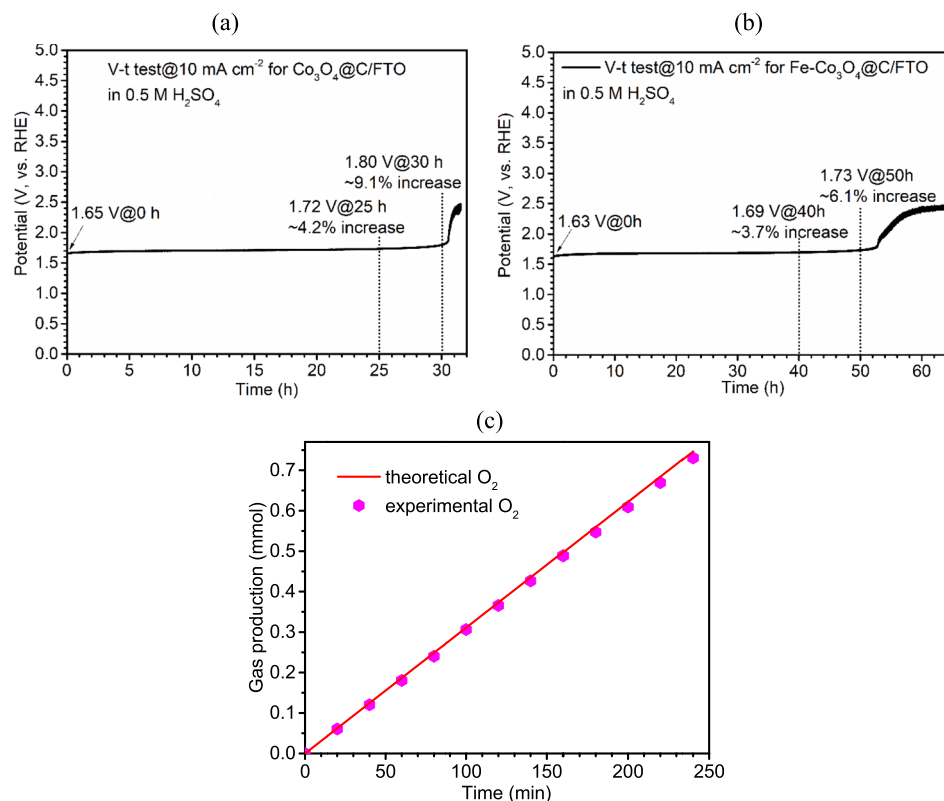 (a)
5.0
4.5
4.0
3.5
3.0
2.5
2.0
1.5
1.0
0.5
0.0
Potential (V, vs. RHE)
V-t test@10 mA cm⁻² for Co₃O₄@C/FTO
in 0.5 M H₂SO₄
1.80 V@30 h
~9.1% increase
1.72 V@25 h
~4.2% increase
1.65 V@0 h
0 5 10 15 20 25 30
Time (h)
(b)
5.0
4.5
4.0
3.5
3.0
2.5
2.0
1.5
1.0
0.5
0.0
Potential (V, vs. RHE)
V-t test@10 mA cm⁻² for Fe-Co₃O₄@C/FTO
in 0.5 M H₂SO₄
1.73 V@50h
~6.1% increase
1.69 V@40h
~3.7% increase
1.63 V@0h
0 10 20 30 40 50 60
Time (h)
(c)
0.7
0.6
0.5
0.4
0.3
0.2
0.1
0.0
Gas production (mmol)
theoretical O₂
experimental O₂
0 50 100 150 200 250
Time (min)